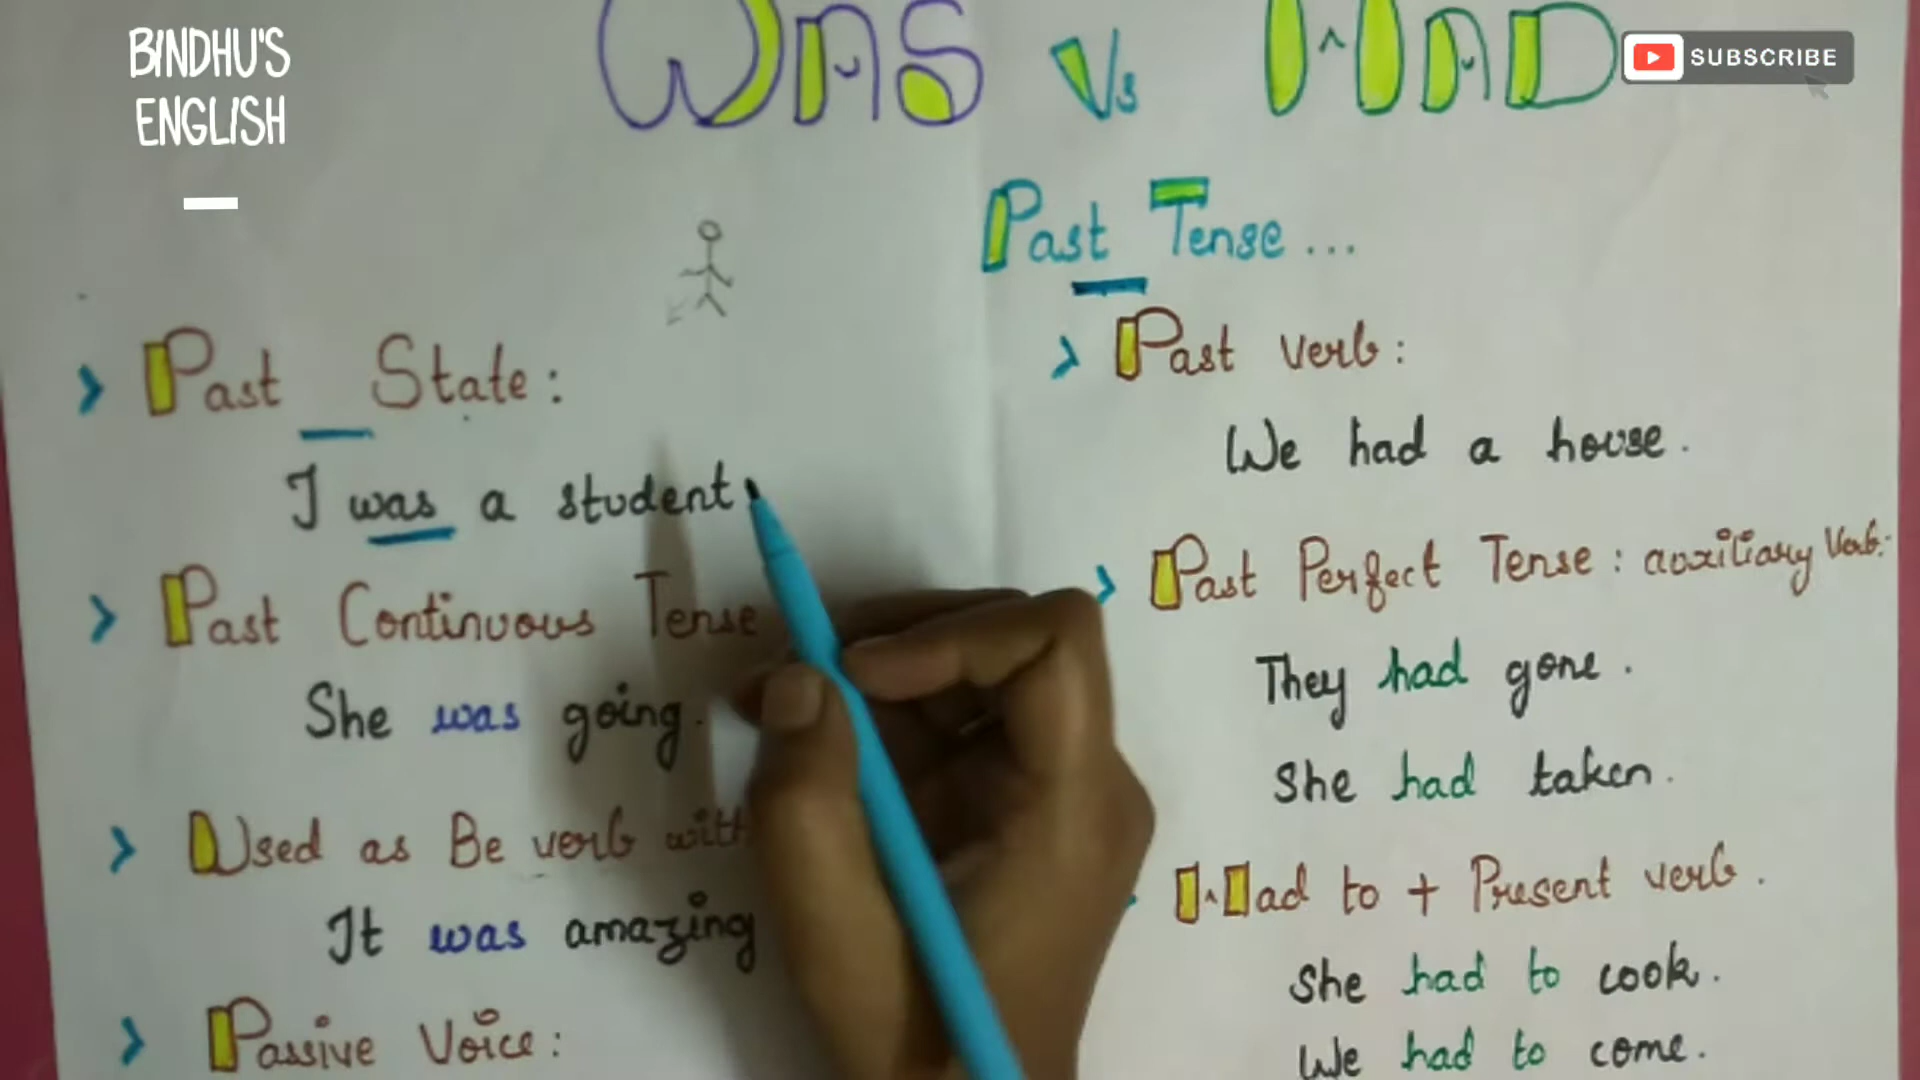 BINDHU'S
ENGLISH
WAS Vs HAD
SUBSCRIBE
Past Tense...
Past State:
I was a student
Past Continuous Tense
She was going.
Used as Be verb with
It was amazing
Passive Voice:
Past verb:
We had a house.
Past Perfect Tense: auxiliary Verb:
They had gone.
She had taken.
Had to + Present verb.
She had to cook.
We had to come.